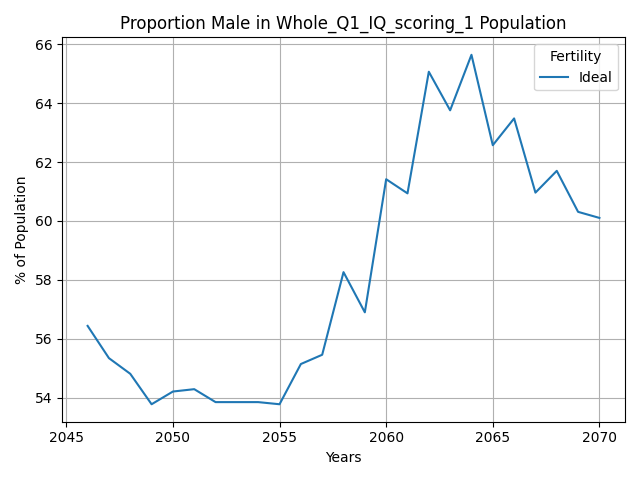 Proportion Male in Whole_Q1_IQ_scoring_1 Population
Fertility
Ideal
% of Population
66
64
62
60
58
56
54
2045 2050 2055 2060 2065 2070
Years